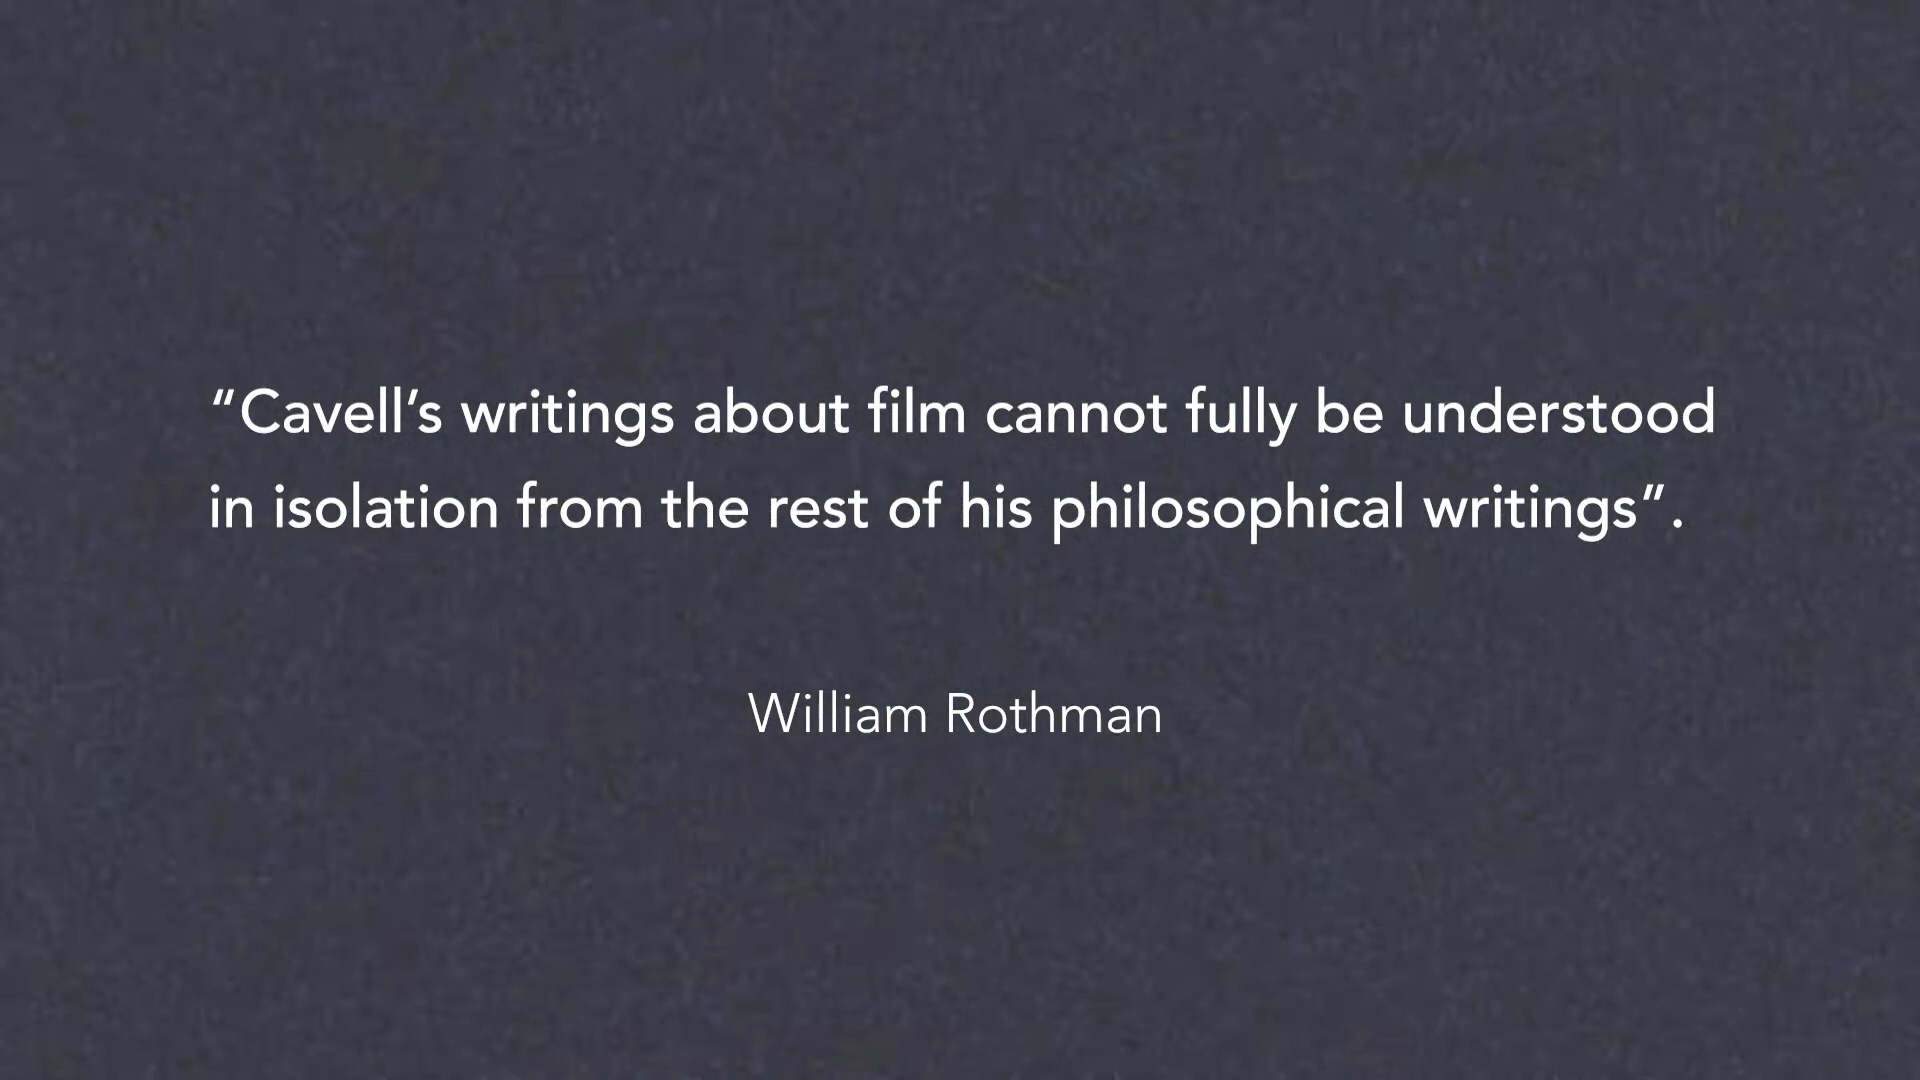 “Cavell’s writings about film cannot fully be understood
in isolation from the rest of his philosophical writings”.
William Rothman